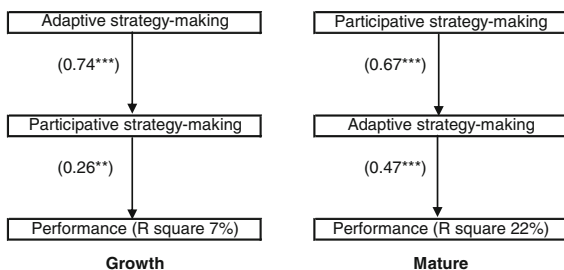 Adaptive strategy-making
(0.74***)
Participative strategy-making
(0.26**)
Performance (R square 7%)
Growth
Participative strategy-making
(0.67***)
Adaptive strategy-making
(0.47***)
Performance (R square 22%)
Mature